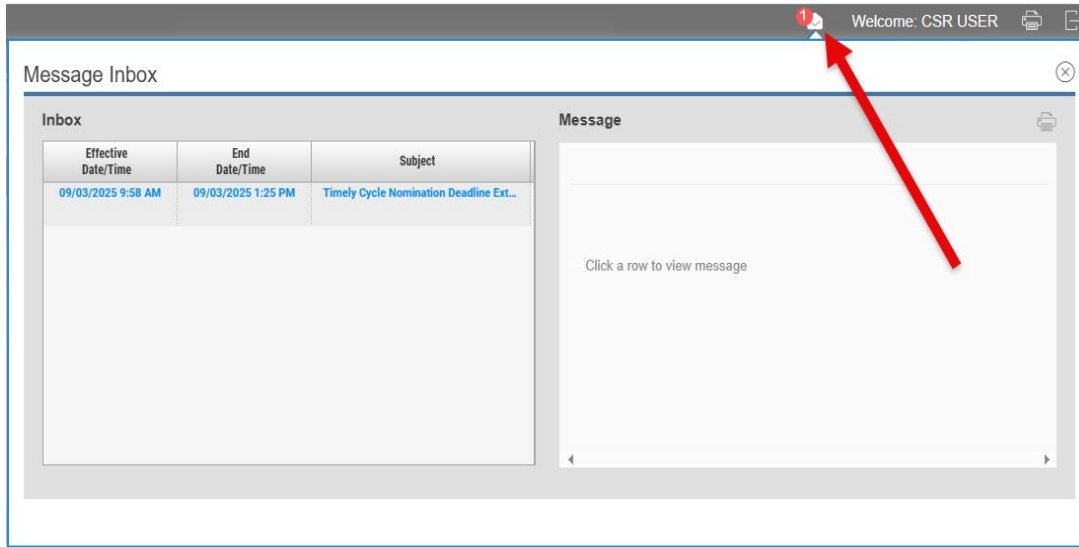 1
Welcome: CSR USER
Message Inbox
Inbox
Message
Effective
Date/Time
End
Date/Time
Subject
09/03/2025 9:58 AM
09/03/2025 1:25 PM
Timely Cycle Nomination Deadline Ext...
Click a row to view message